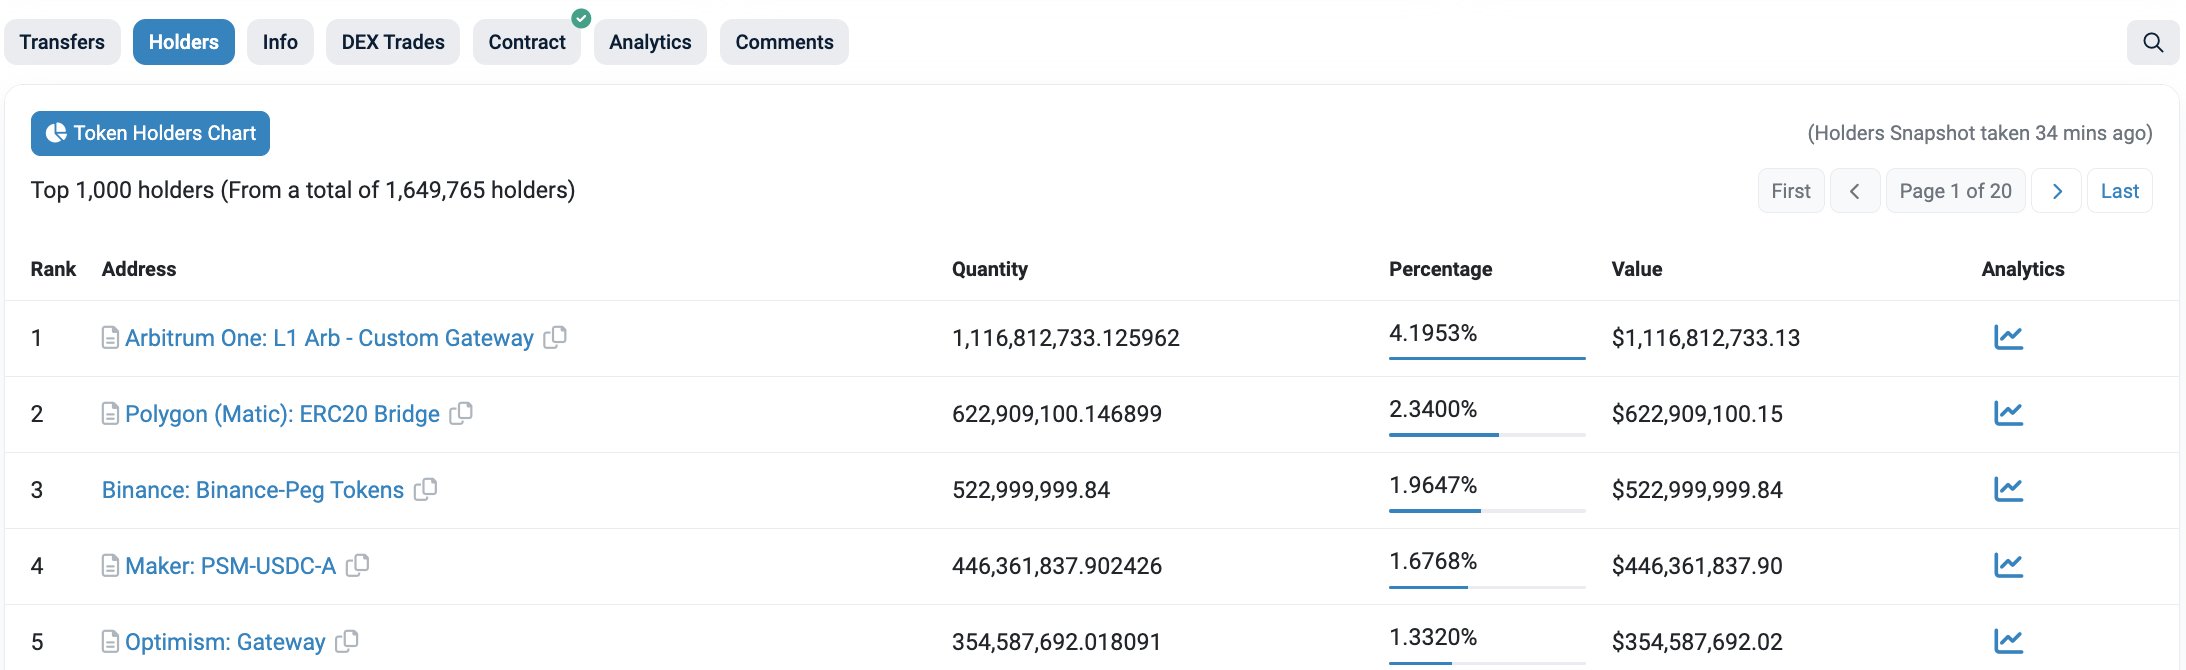 Transfers Holders Info DEX Trades Contract Analytics Comments
Token Holders Chart (Holders Snapshot taken 34 mins ago)
Top 1,000 holders (From a total of 1,649,765 holders) First Page 1 of 20 Last
Rank Address Quantity Percentage Value Analytics
1 Arbitrum One: L1 Arb - Custom Gateway 1,116,812,733.125962 4.1953% $1,116,812,733.13
2 Polygon (Matic): ERC20 Bridge 622,909,100.146899 2.3400% $622,909,100.15
3 Binance: Binance-Peg Tokens 522,999,999.84 1.9647% $522,999,999.84
4 Maker: PSM-USDC-A 446,361,837.902426 1.6768% $446,361,837.90
5 Optimism: Gateway 354,587,692.018091 1.3320% $354,587,692.02